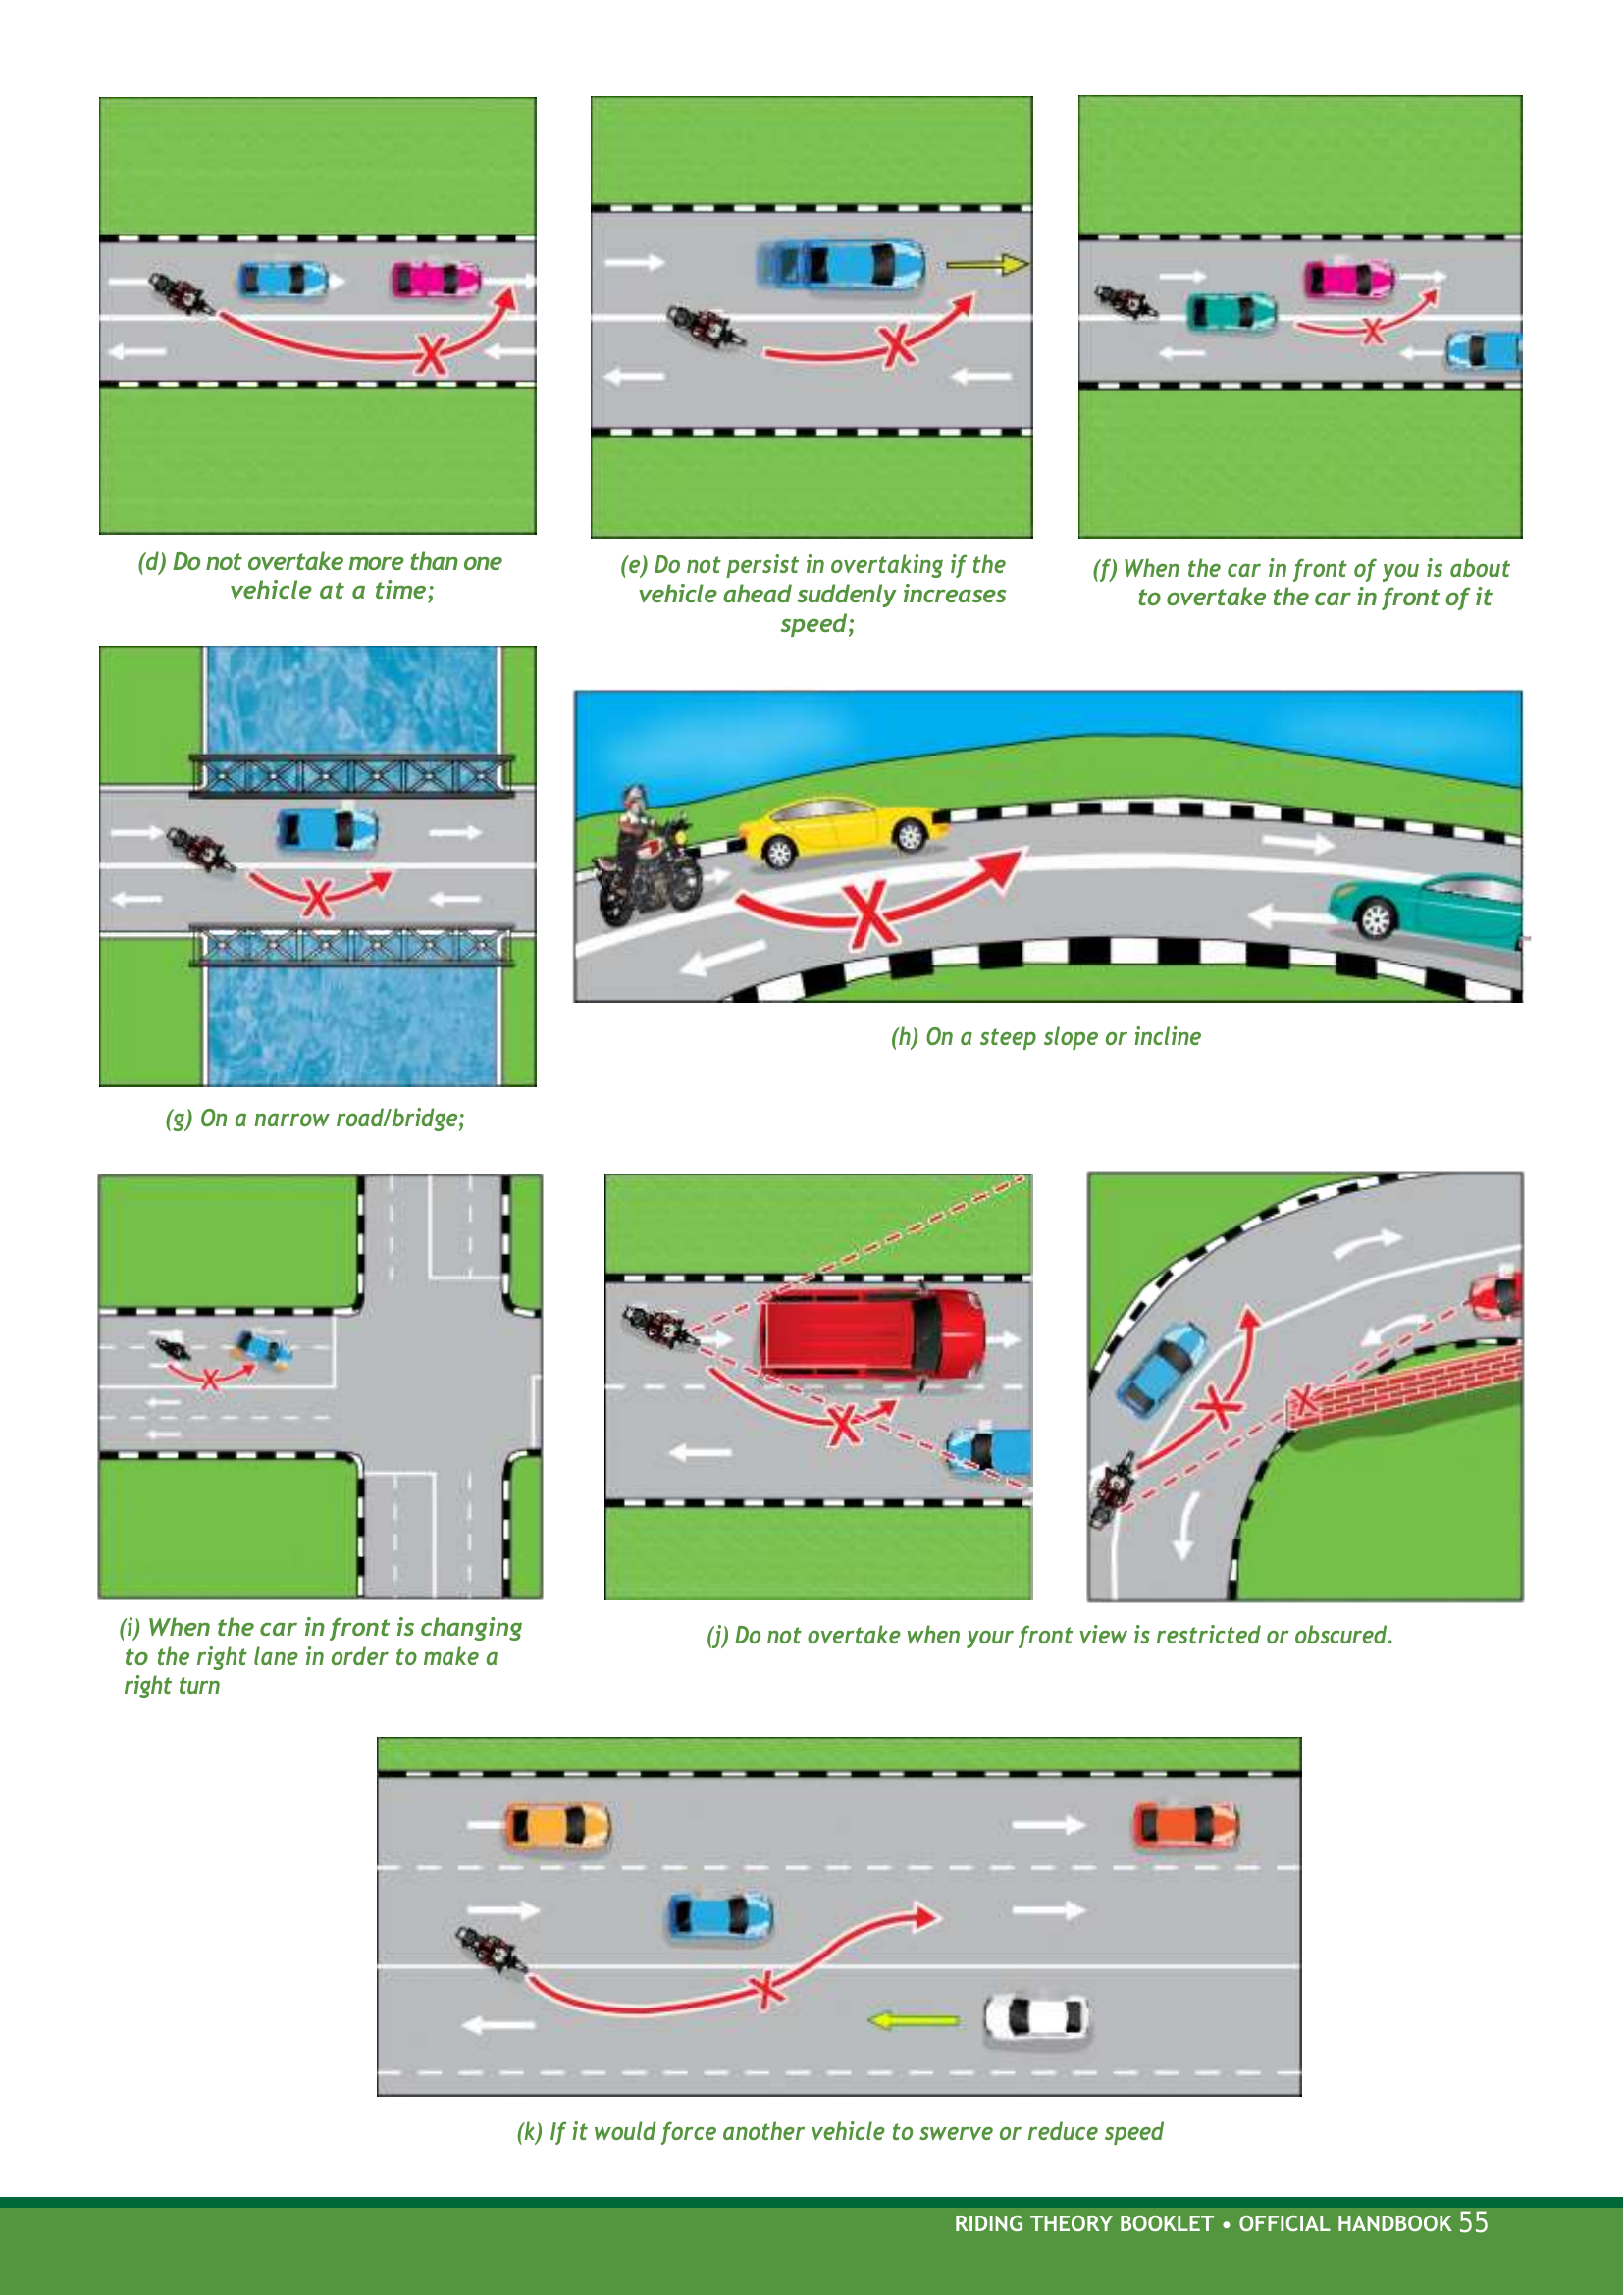 (d) Do not overtake more than one
vehicle at a time;
(e) Do not persist in overtaking if the
vehicle ahead suddenly increases
speed;
(f) When the car in front of you is about
to overtake the car in front of it
(g) On a narrow road/bridge;
(h) On a steep slope or incline
(i) When the car in front is changing
to the right lane in order to make a
right turn
(j) Do not overtake when your front view is restricted or obscured.
(k) If it would force another vehicle to swerve or reduce speed
RIDING THEORY BOOKLET • OFFICIAL HANDBOOK 55